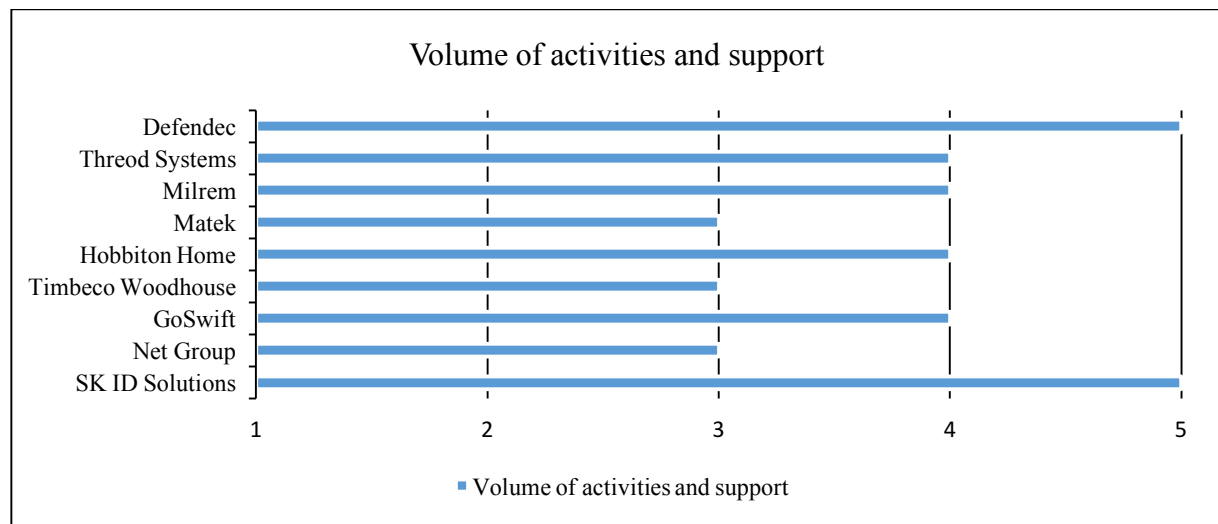 Volume of activities and support
Defendec
Threod Systems
Milrem
Matek
Hobbiton Home
Timbeco Woodhouse
GoSwift
Net Group
SK ID Solutions
1 2 3 4 5
Volume of activities and support